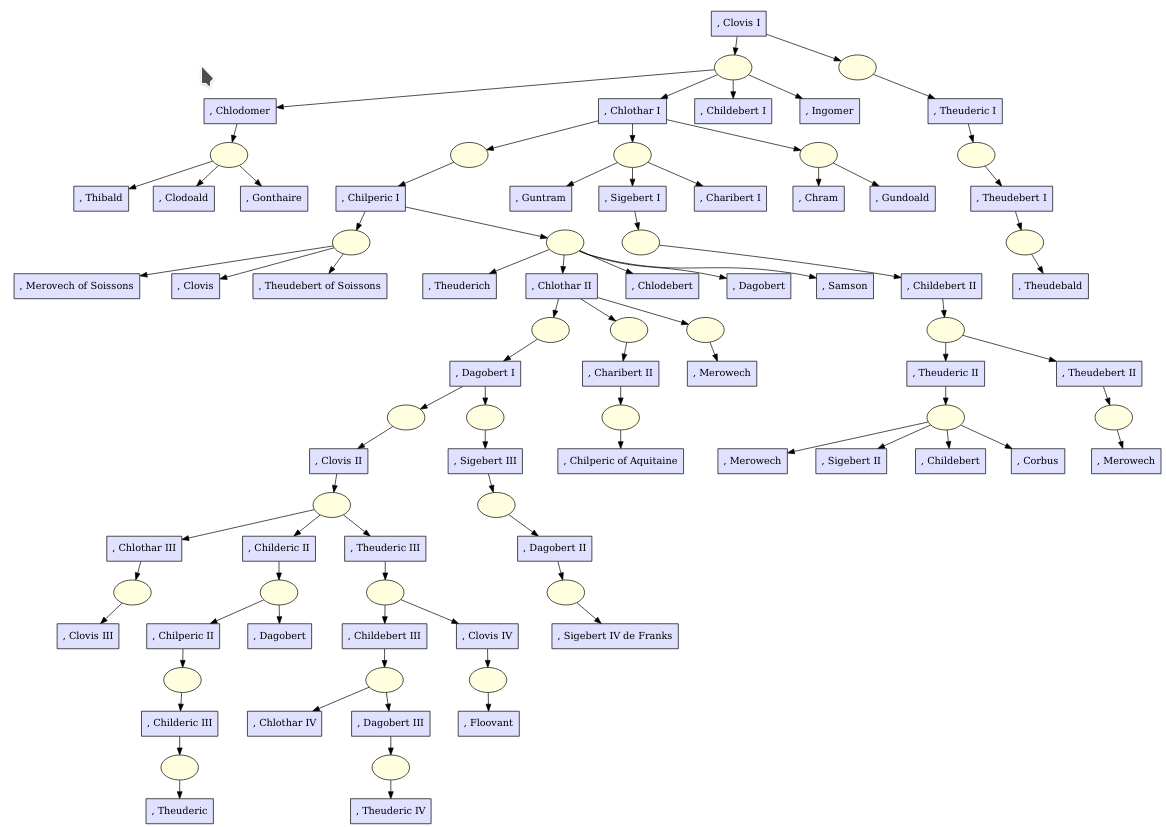 , Clovis I
, Chlodomer
, Chlothar I
, Childebert I
, Ingomer
, Theuderic I
, Thibald
, Clodoald
, Gonthaire
, Chilperic I
, Guntram
, Sigebert I
, Charibert I
, Chram
, Gundoald
, Theudebert I
, Merovech of Soissons
, Clovis
, Theudebert of Soissons
, Theuderich
, Chlothar II
, Chlodebert
, Dagobert
, Samson
, Childebert II
, Theudebald
, Dagobert I
, Charibert II
, Merowech
, Theuderic II
, Theudebert II
, Clovis II
, Sigebert III
, Chilperic of Aquitaine
, Merowech
, Sigebert II
, Childebert
, Corbus
, Merowech
, Chlothar III
, Childeric II
, Theuderic III
, Dagobert II
, Clovis III
, Chilperic II
, Dagobert
, Childebert III
, Clovis IV
, Sigebert IV de Franks
, Childeric III
, Chlothar IV
, Dagobert III
, Floovant
, Theuderic
, Theuderic IV